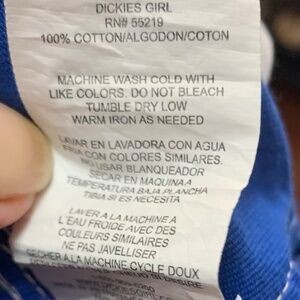 DICKIES GIRL
RN# 55219
100% COTTON/ALGODON/COTON
MACHINE WASH COLD WITH
LIKE COLORS. DO NOT BLEACH
TUMBLE DRY LOW
WARM IRON AS NEEDED
LAVAR EN LAVADORA CON AGUA
FRIA CON COLORES SIMILARES.
NO USAR BLANQUEADOR
SECAR EN MAQUINA A
TEMPERATURA BAJA PLANCHA
TIBIA SI ES NECESITA
LAVER A LA MACHINE A
L'EAU FROIDE AVEC DES
COULEURS SIMILAIRES
NE PAS JAVELLISER
SECHER A LA MACHINE CYCLE DOUX